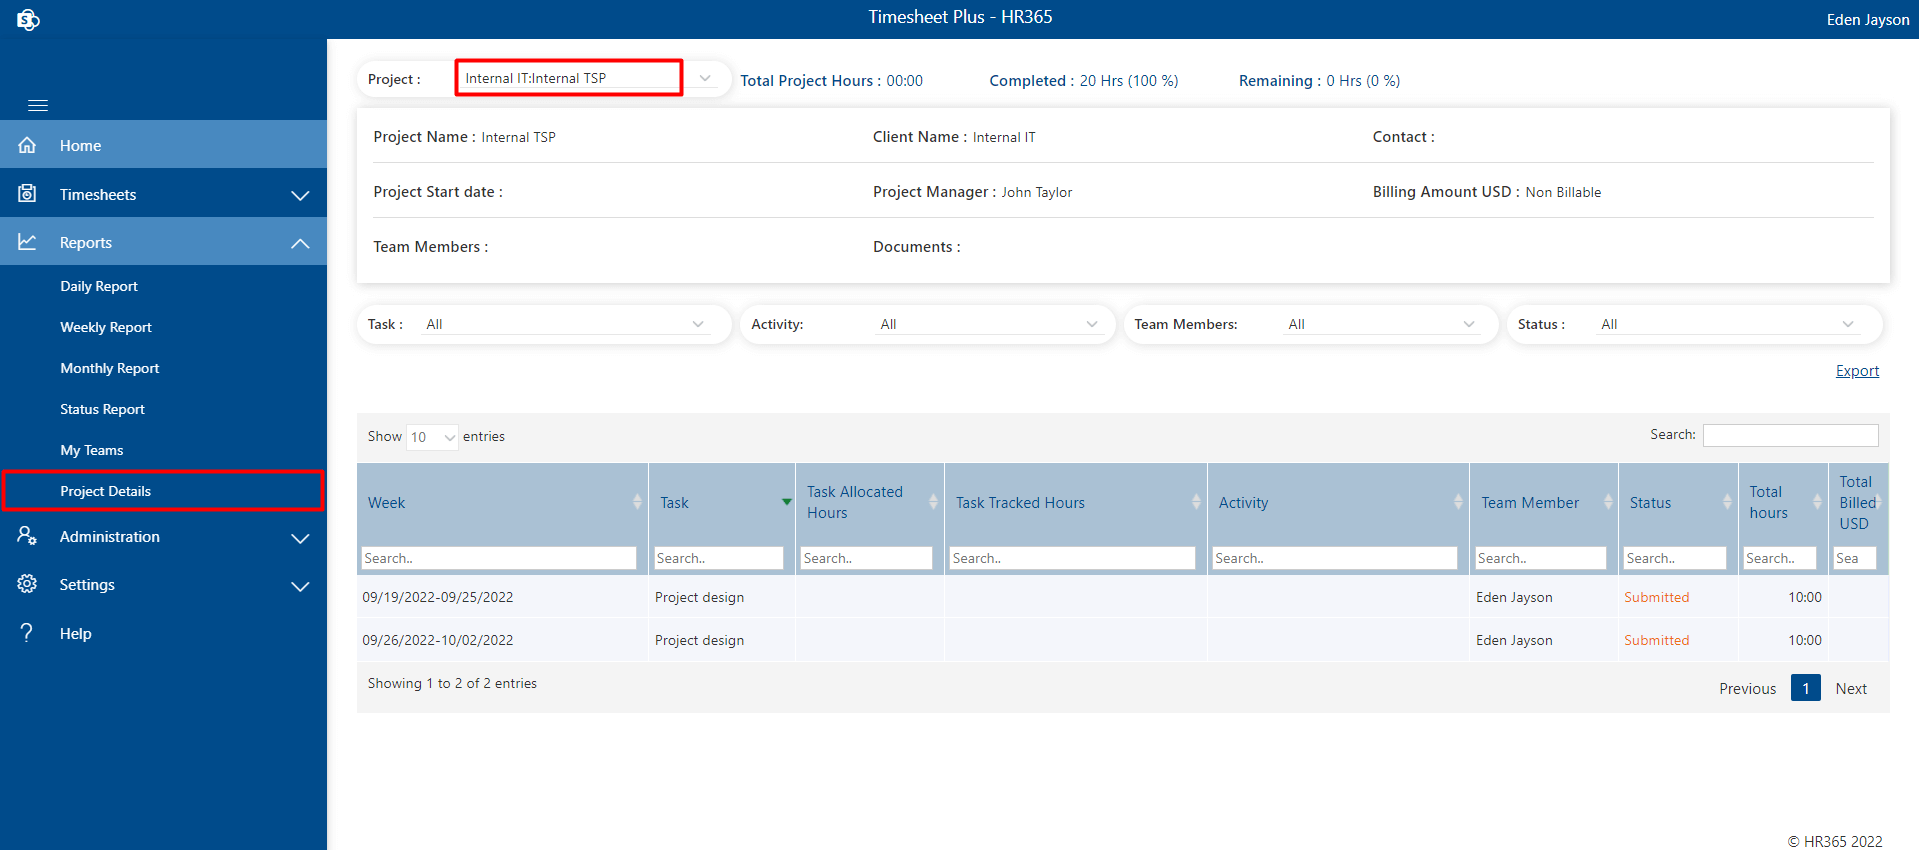 Timesheet Plus - HR365
Eden Jayson
Home
Timesheets
Reports
Daily Report
Weekly Report
Monthly Report
Status Report
My Teams
Project Details
Administration
Settings
Help
Project : Internal IT:Internal TSP
Total Project Hours : 00:00
Completed : 20 Hrs (100 %)
Remaining : 0 Hrs (0 %)
Project Name : Internal TSP
Client Name : Internal IT
Contact :
Project Start date :
Project Manager : John Taylor
Billing Amount USD : Non Billable
Team Members :
Documents :
Task : All
Activity: All
Team Members: All
Status : All
Export
Show 10 entries
Search:
Week
Task
Task Allocated
Hours
Task Tracked Hours
Activity
Team Member
Status
Total
hours
Total
Billed
USD
Search.. Search.. Search.. Search.. Search.. Search.. Search.. Search.. Sea
09/19/2022-09/25/2022 Project design Eden Jayson Submitted 10:00
09/26/2022-10/02/2022 Project design Eden Jayson Submitted 10:00
Showing 1 to 2 of 2 entries
Previous 1 Next
© HR365 2022